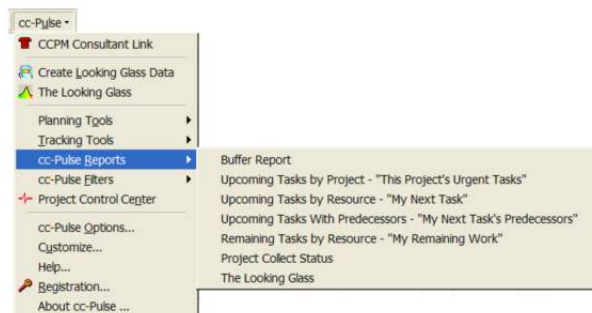 cc-Pulse
CCPM Consultant Link
Create Looking Glass Data
The Looking Glass
Planning Tools
Tracking Tools
cc-Pulse Reports
cc-Pulse Filters
Project Control Center
cc-Pulse Options...
Customize...
Help...
Registration...
About cc-Pulse ...
Buffer Report
Upcoming Tasks by Project - "This Project's Urgent Tasks"
Upcoming Tasks by Resource - "My Next Task"
Upcoming Tasks With Predecessors - "My Next Task's Predecessors"
Remaining Tasks by Resource - "My Remaining Work"
Project Collect Status
The Looking Glass